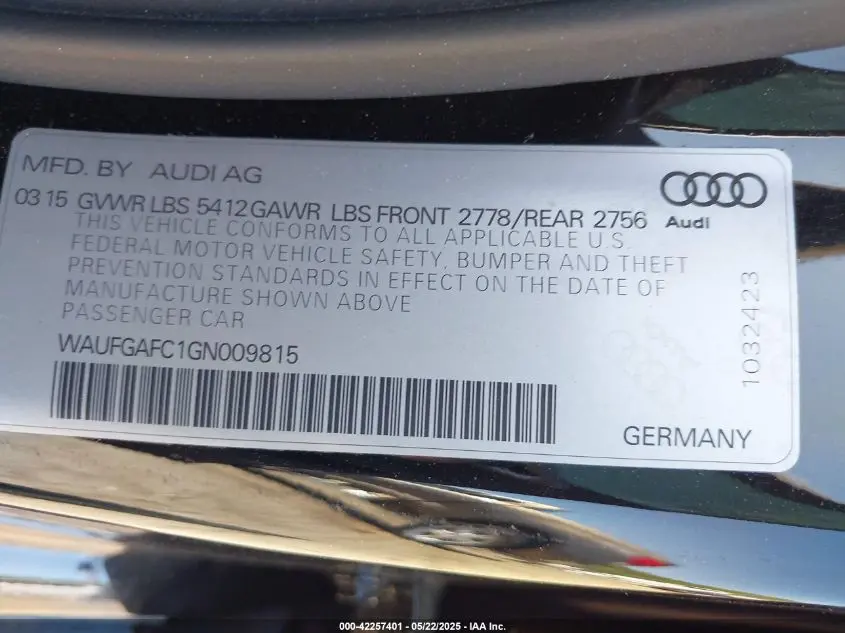 MFD. BY AUDI AG
0315 GVWR LBS 5412 GAWR LBS FRONT 2778/REAR 2756
THIS VEHICLE CONFORMS TO ALL APPLICABLE U.S.
FEDERAL MOTOR VEHICLE SAFETY, BUMPER AND THEFT
PREVENTION STANDARDS IN EFFECT ON THE DATE OF
MANUFACTURE SHOWN ABOVE
PASSENGER CAR
WAUFGAFC1GN009815
Audi
1032423
GERMANY
000-42257401 - 05/22/2025 - IAA Inc.